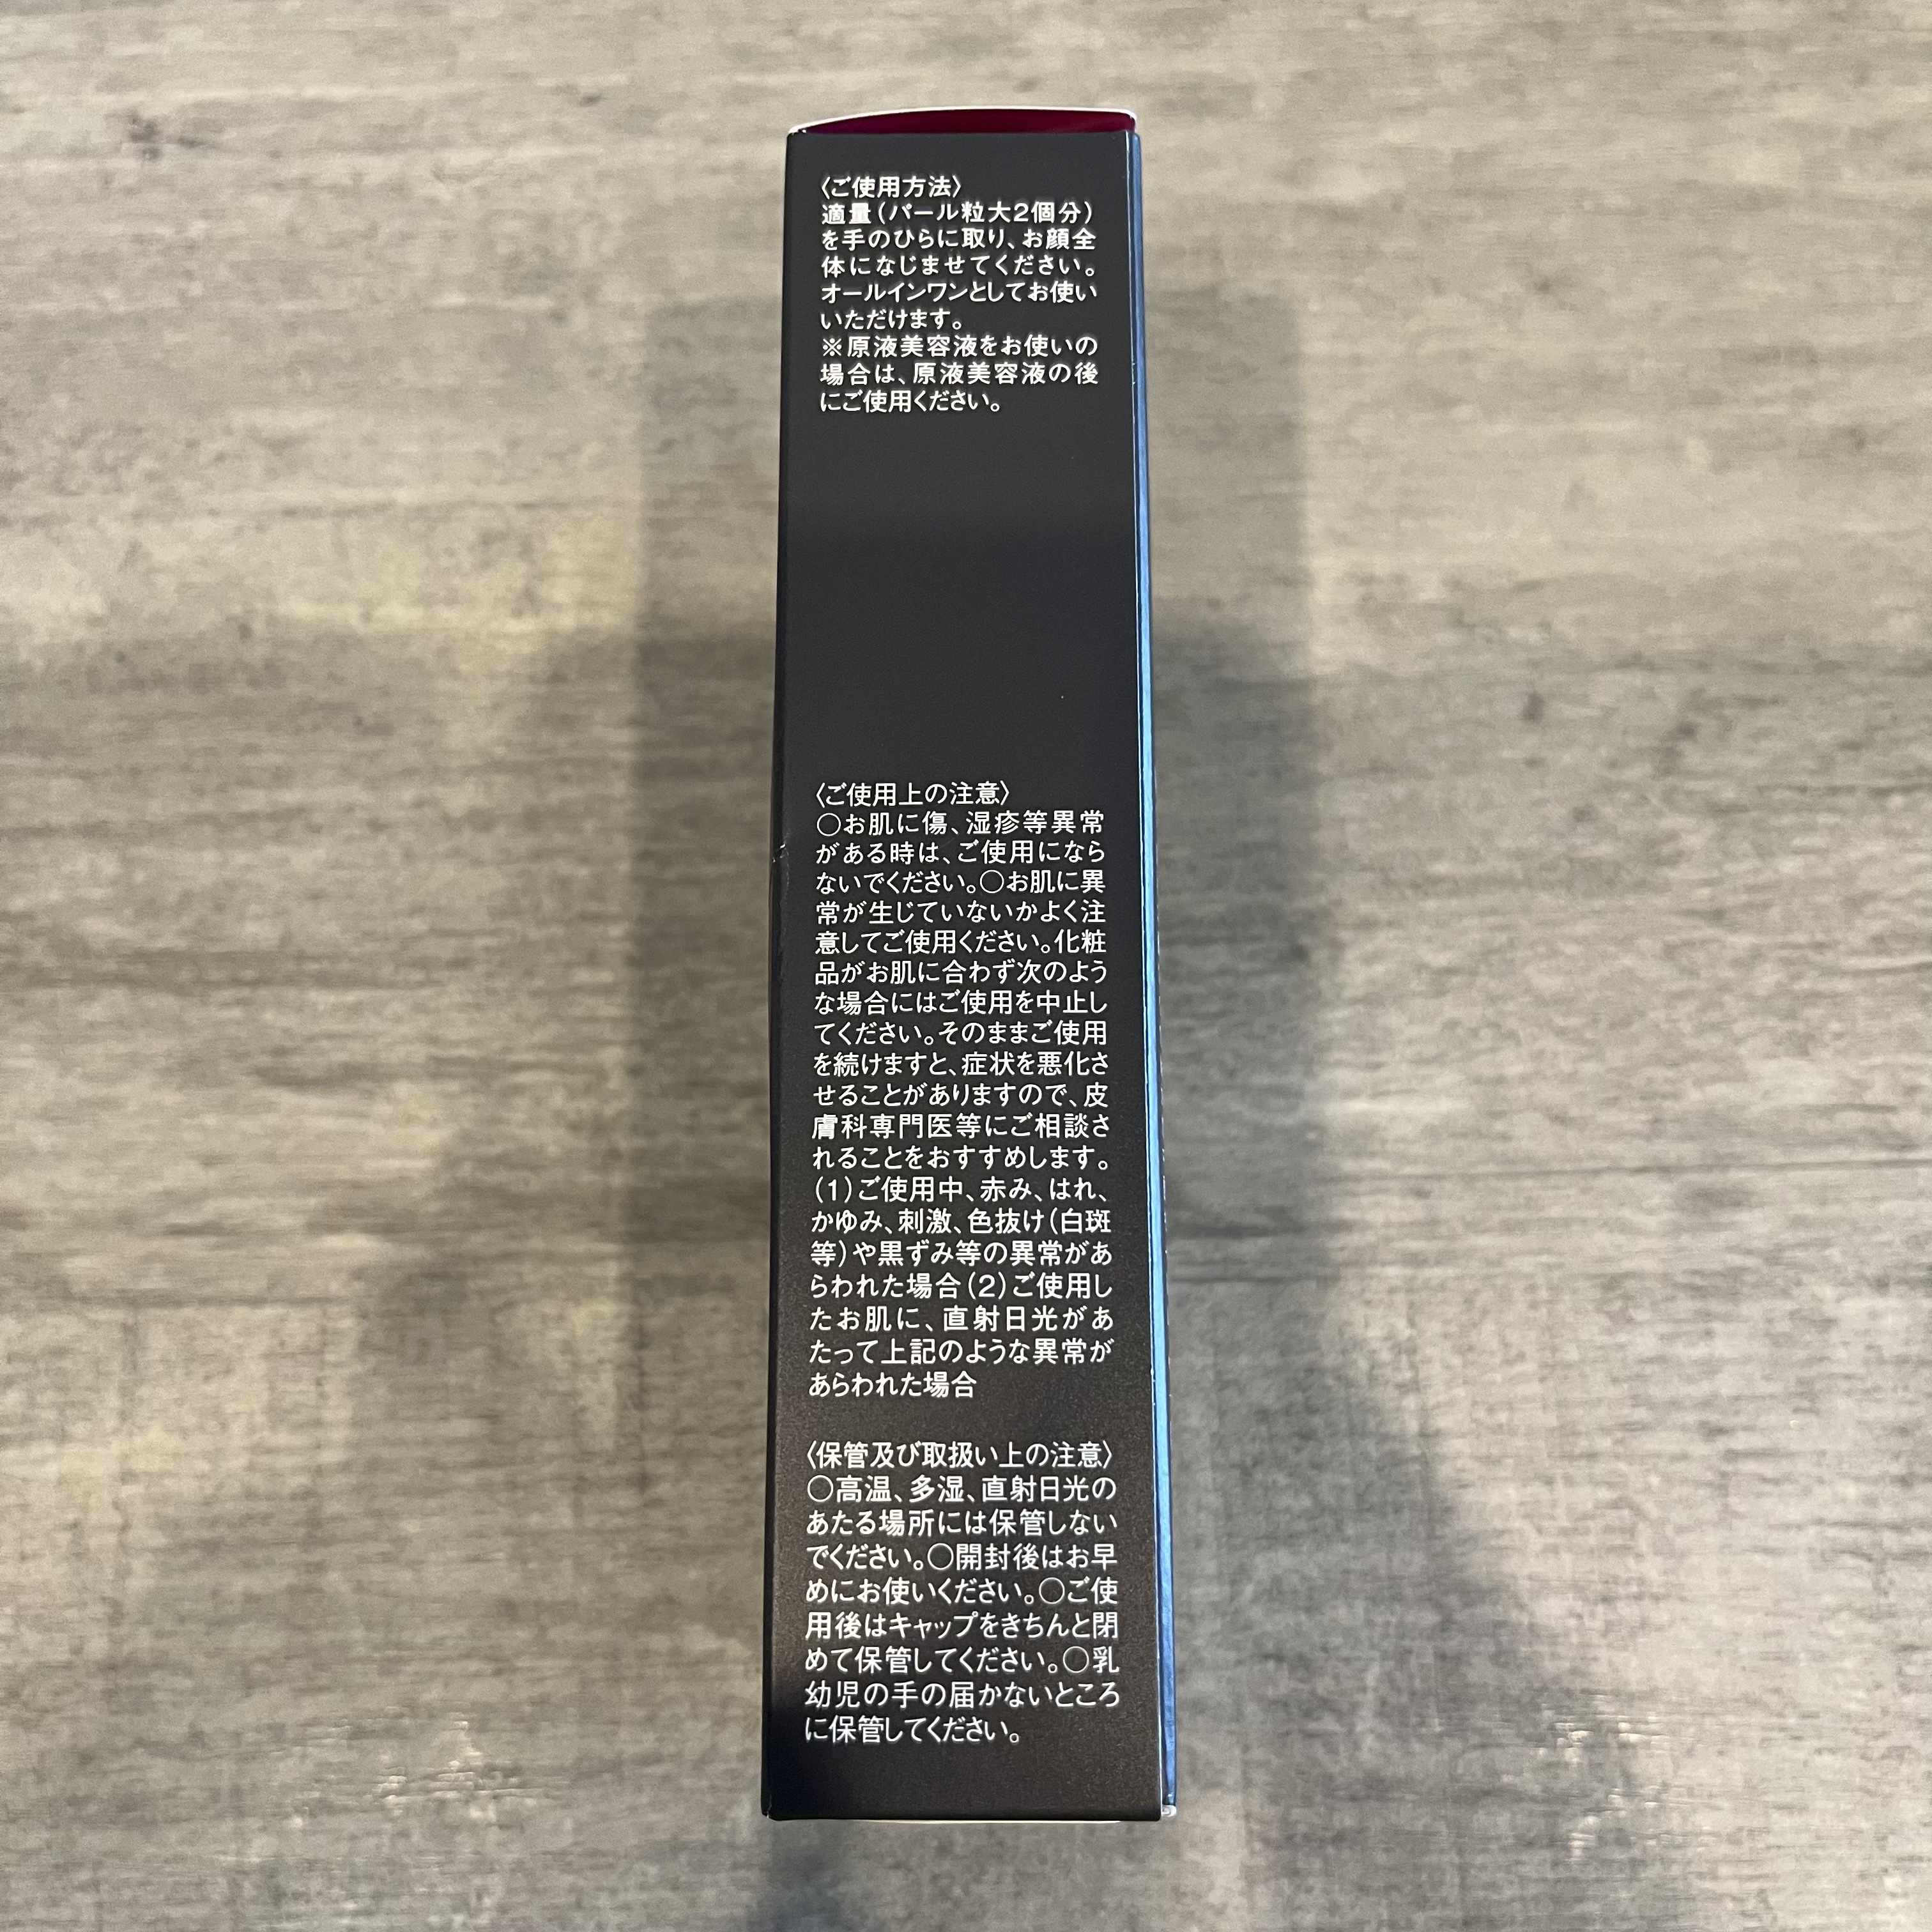 〈ご使用方法〉
適量(パール粒大2個分)
を手のひらに取り、お顔全
体になじませてください。
オールインワンとしてお使い
いただけます。
※原液美容液をお使いの
場合は、原液美容液の後
にご使用ください。
〈ご使用上の注意〉
○お肌に傷、湿疹等異常
がある時は、ご使用になら
ないでください。○お肌に異
常が生じていないかよく注
意してご使用ください。化粧
品がお肌に合わず次のよう
な場合にはご使用を中止し
てください。そのままご使用
を続けますと、症状を悪化さ
せることがありますので、皮
膚科専門医等にご相談さ
れることをおすすめします。
(1)ご使用中、赤み、はれ、
かゆみ、刺激、色抜け(白斑
等)や黒ずみ等の異常があ
らわれた場合(2)ご使用し
たお肌に、直射日光があ
たって上記のような異常が
あらわれた場合
〈保管及び取扱い上の注意〉
○高温、多湿、直射日光の
あたる場所には保管しない
でください。○開封後はお早
めにお使いください。○ご使
用後はキャップをきちんと閉
めて保管してください。○乳
幼児の手の届かないところ
に保管してください。